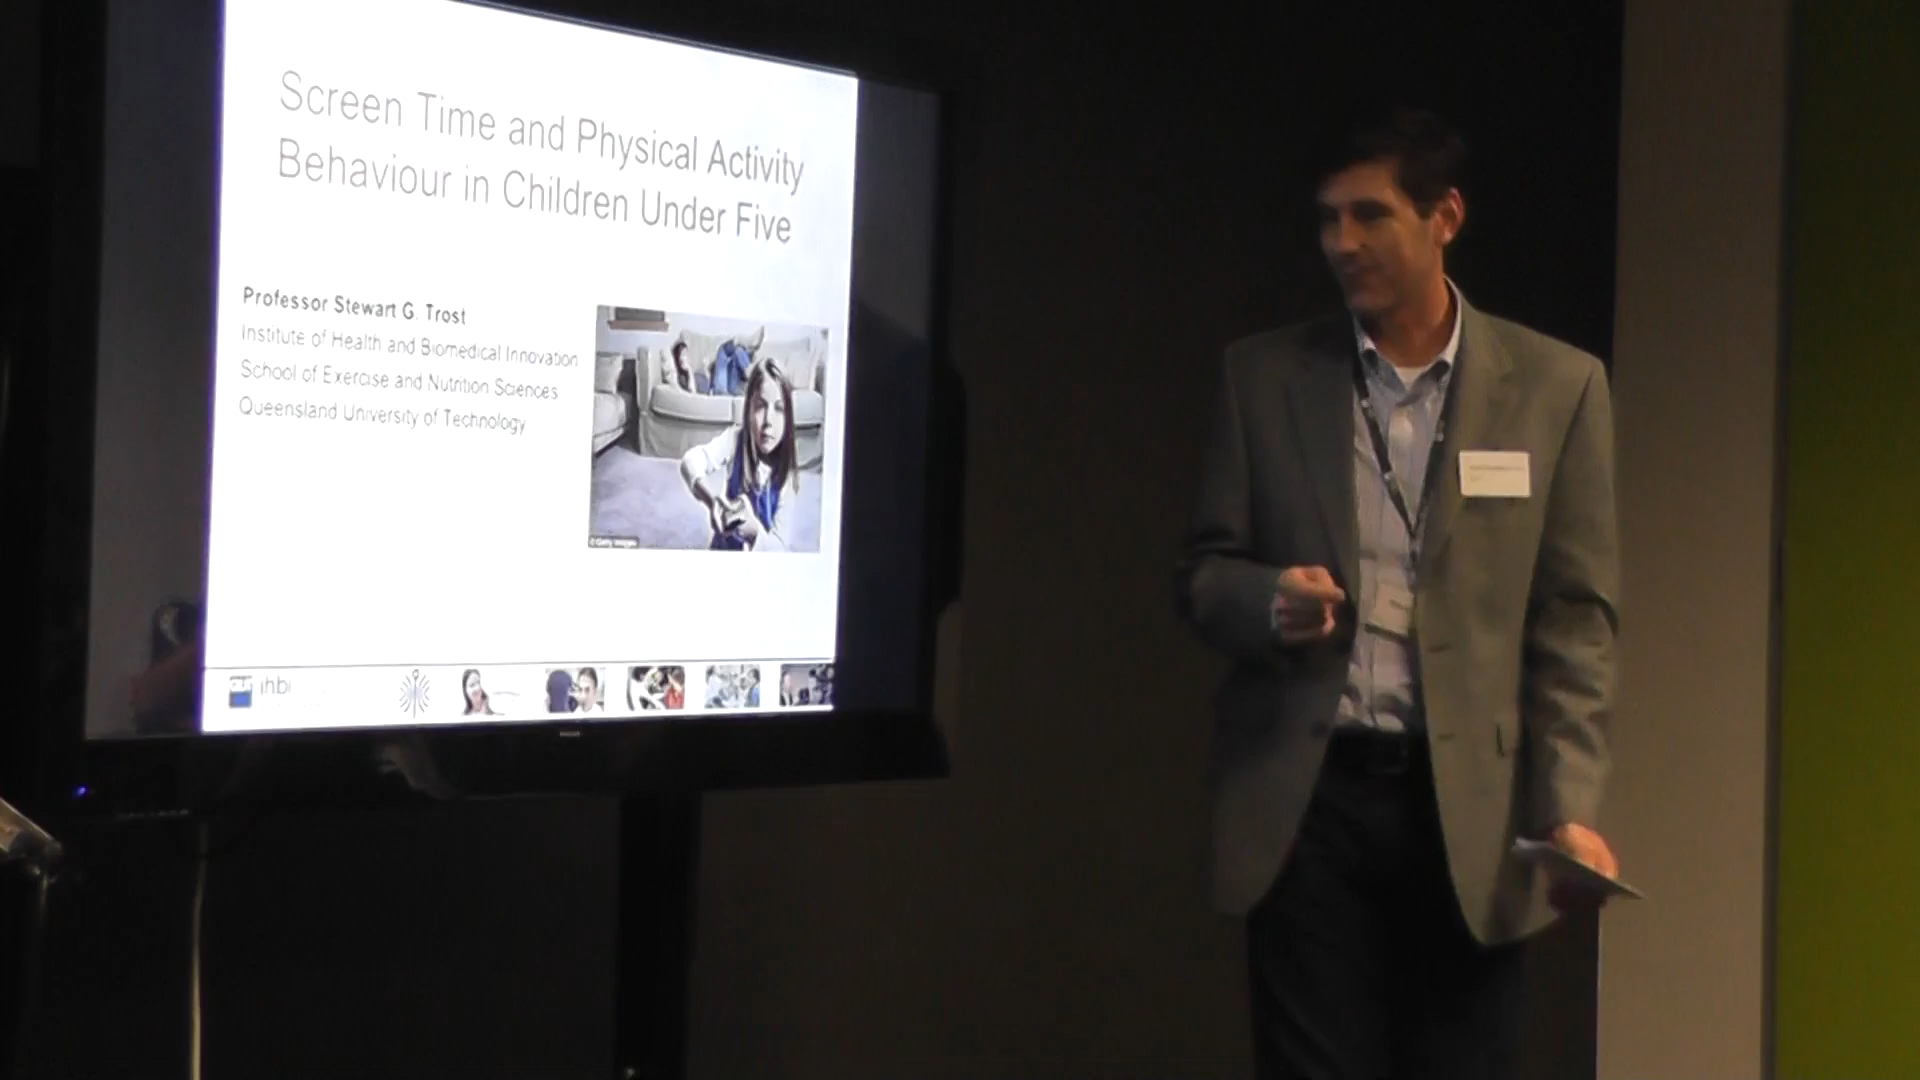 Screen Time and Physical Activity
Behaviour in Children Under Five
Professor Stewart G. Trost
Institute of Health and Biomedical Innovation
School of Exercise and Nutrition Sciences
Queensland University of Technology
ihbi